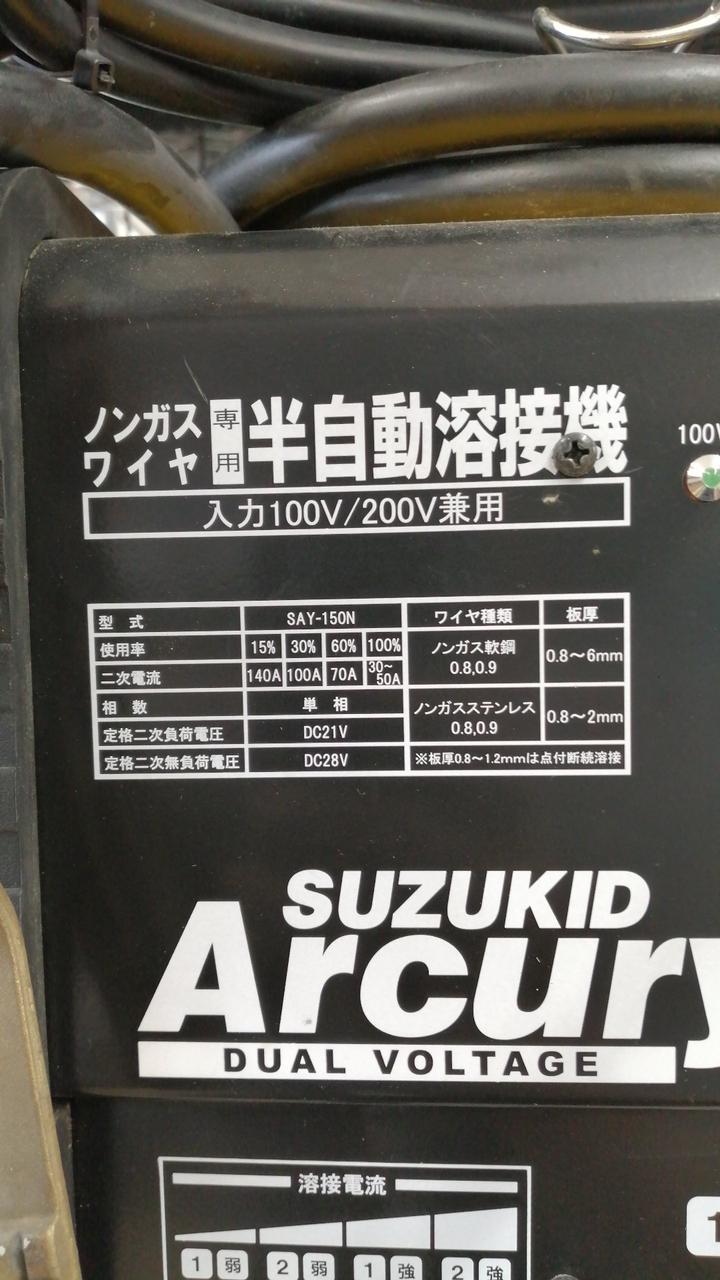 ノンガス
ワイヤ
専用
半自動溶接機
100V
入力100V/200V兼用
型 式 SAY-150N
使用率 15% 30% 60% 100%
二次電流 140A 100A 70A 30〜50A
相 数 単 相
定格二次負荷電圧 DC21V
定格二次無負荷電圧 DC28V
ワイヤ種類 板厚
ノンガス軟鋼 0.8〜6mm
0.8,0.9
ノンガスステンレス 0.8〜2mm
0.8,0.9
※板厚0.8〜1.2mmは点付断続溶接
SUZUKID
Arcury
DUAL VOLTAGE
溶接電流
1 弱 2 弱 1 強 2 強
1